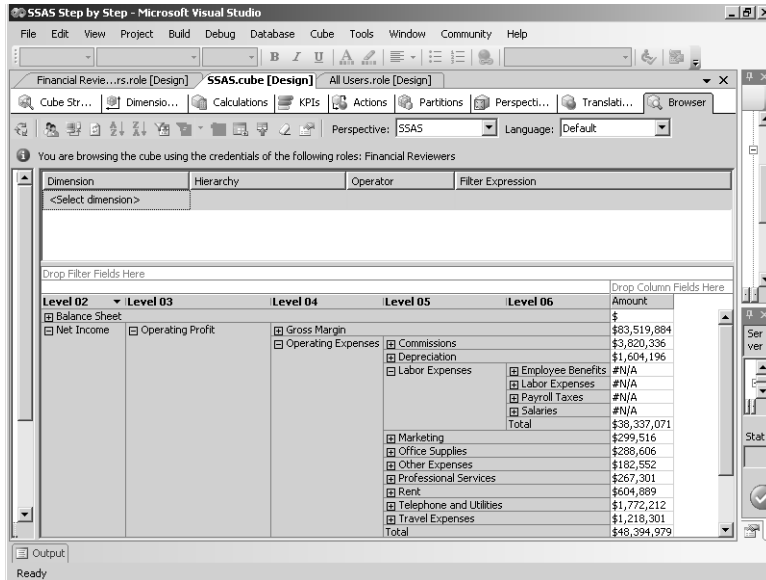 SSAS Step by Step - Microsoft Visual Studio
File Edit View Project Build Debug Database Cube Tools Window Community Help
B I U A
Financial Revie...rs.role [Design] SSAS.cube [Design] All Users.role [Design]
Cube Str... Dimensio... Calculations KPIs Actions Partitions Perspecti... Translati... Browser
Perspective: SSAS Language: Default
You are browsing the cube using the credentials of the following roles: Financial Reviewers
Dimension Hierarchy Operator Filter Expression
<Select dimension>
Drop Filter Fields Here
Drop Column Fields Here
Level 02 Level 03 Level 04 Level 05 Level 06 Amount
Balance Sheet $
Net Income Operating Profit Gross Margin $83,519,884
Operating Expenses Commissions $3,820,336
Depreciation $1,604,196
Labor Expenses Employee Benefits #N/A
Labor Expenses #N/A
Payroll Taxes #N/A
Salaries #N/A
Total $38,337,071
Marketing $299,516
Office Supplies $288,606
Other Expenses $182,552
Professional Services $267,301
Rent $604,889
Telephone and Utilities $1,772,212
Travel Expenses $1,218,301
Total $48,394,979
Ser
ver
Stat
Output
Ready